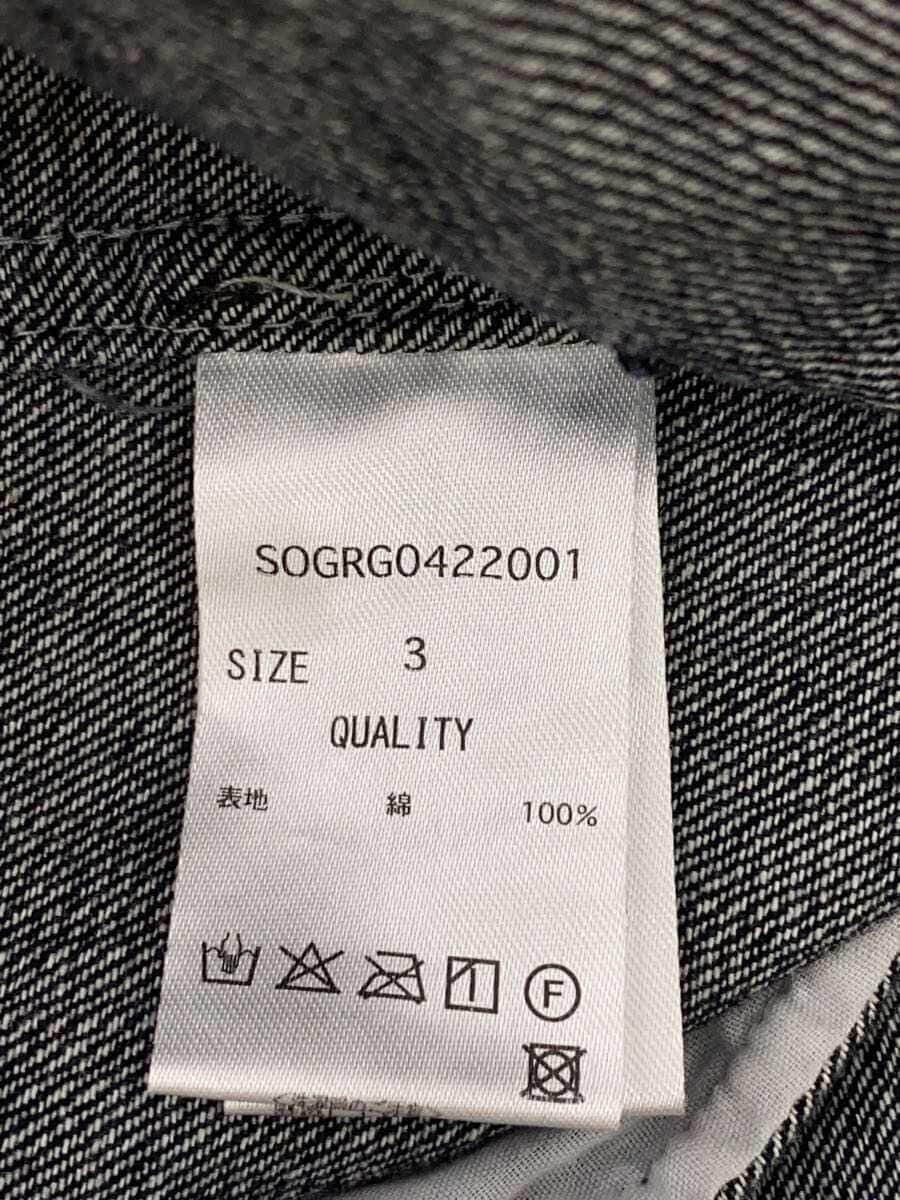 SOGRG0422001
SIZE 3
QUALITY
表地 綿 100%
F